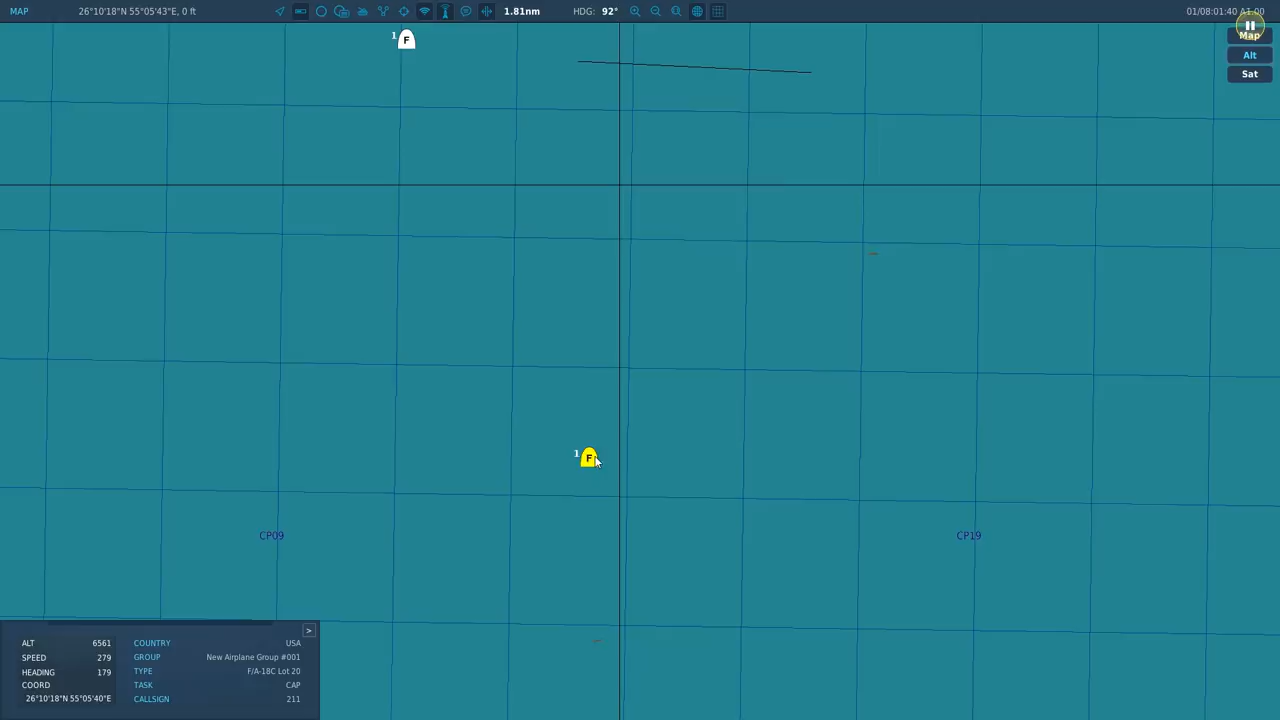 MAP 26°10'18"N 55°05'43"E, 0 ft 1.81nm HDG: 92° 01/08:01:40
Map
Alt
Sat
1 F
1 F
CP09 CP19
>
ALT 6561 COUNTRY USA
SPEED 279 GROUP New Airplane Group #001
HEADING 179 TYPE F/A-18C Lot 20
COORD TASK CAP
26°10'18"N 55°05'40"E CALLSIGN 211